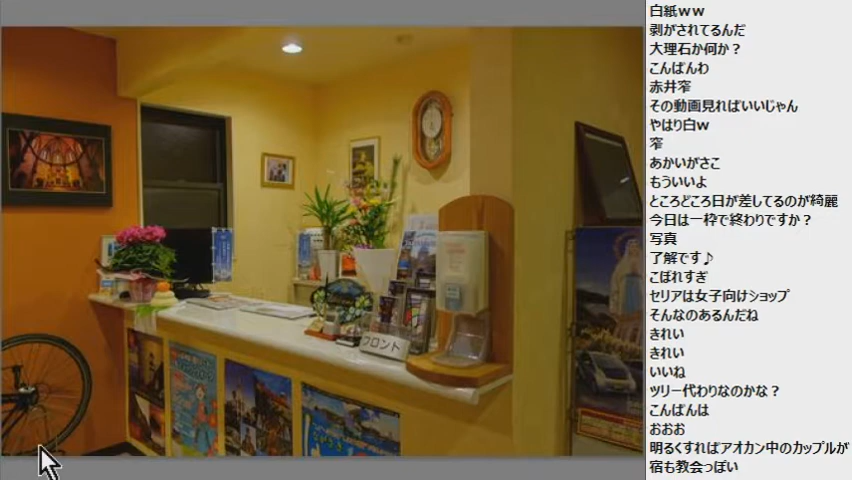 フロント
白紙ｗｗ
剥がされてるんだ
大理石か何か？
こんばんわ
赤井窄
その動画見ればいいじゃん
やはり白ｗ
窄
あかいがさこ
もういいよ
ところどころ日が差してるのが綺麗
今日は一枠で終わりですか？
写真
了解です♪
こぼれすぎ
セリアは女子向けショップ
そんなのあるんだね
きれい
きれい
いいね
ツリー代わりなのかな？
こんばんは
おおお
明るくすればアオカン中のカップルが
宿も教会っぽい